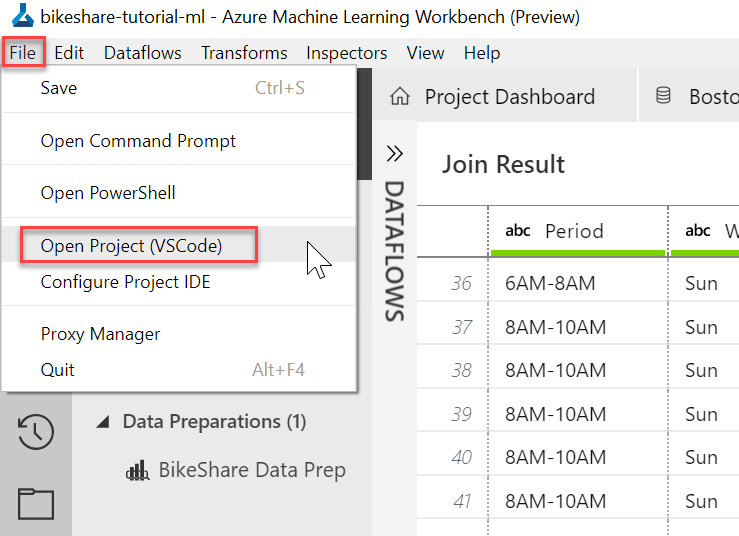 bikeshare-tutorial-ml - Azure Machine Learning Workbench (Preview)
File Edit Dataflows Transforms Inspectors View Help
Save Ctrl+S
Open Command Prompt
Open PowerShell
Open Project (VSCode)
Configure Project IDE
Proxy Manager
Quit Alt+F4
Data Preparations (1)
BikeShare Data Prep
Project Dashboard Bosto
DATAFLOWS
Join Result
abc Period abc W
36 6AM-8AM Sun
37 8AM-10AM Sun
38 8AM-10AM Sun
39 8AM-10AM Sun
40 8AM-10AM Sun
41 8AM-10AM Sun